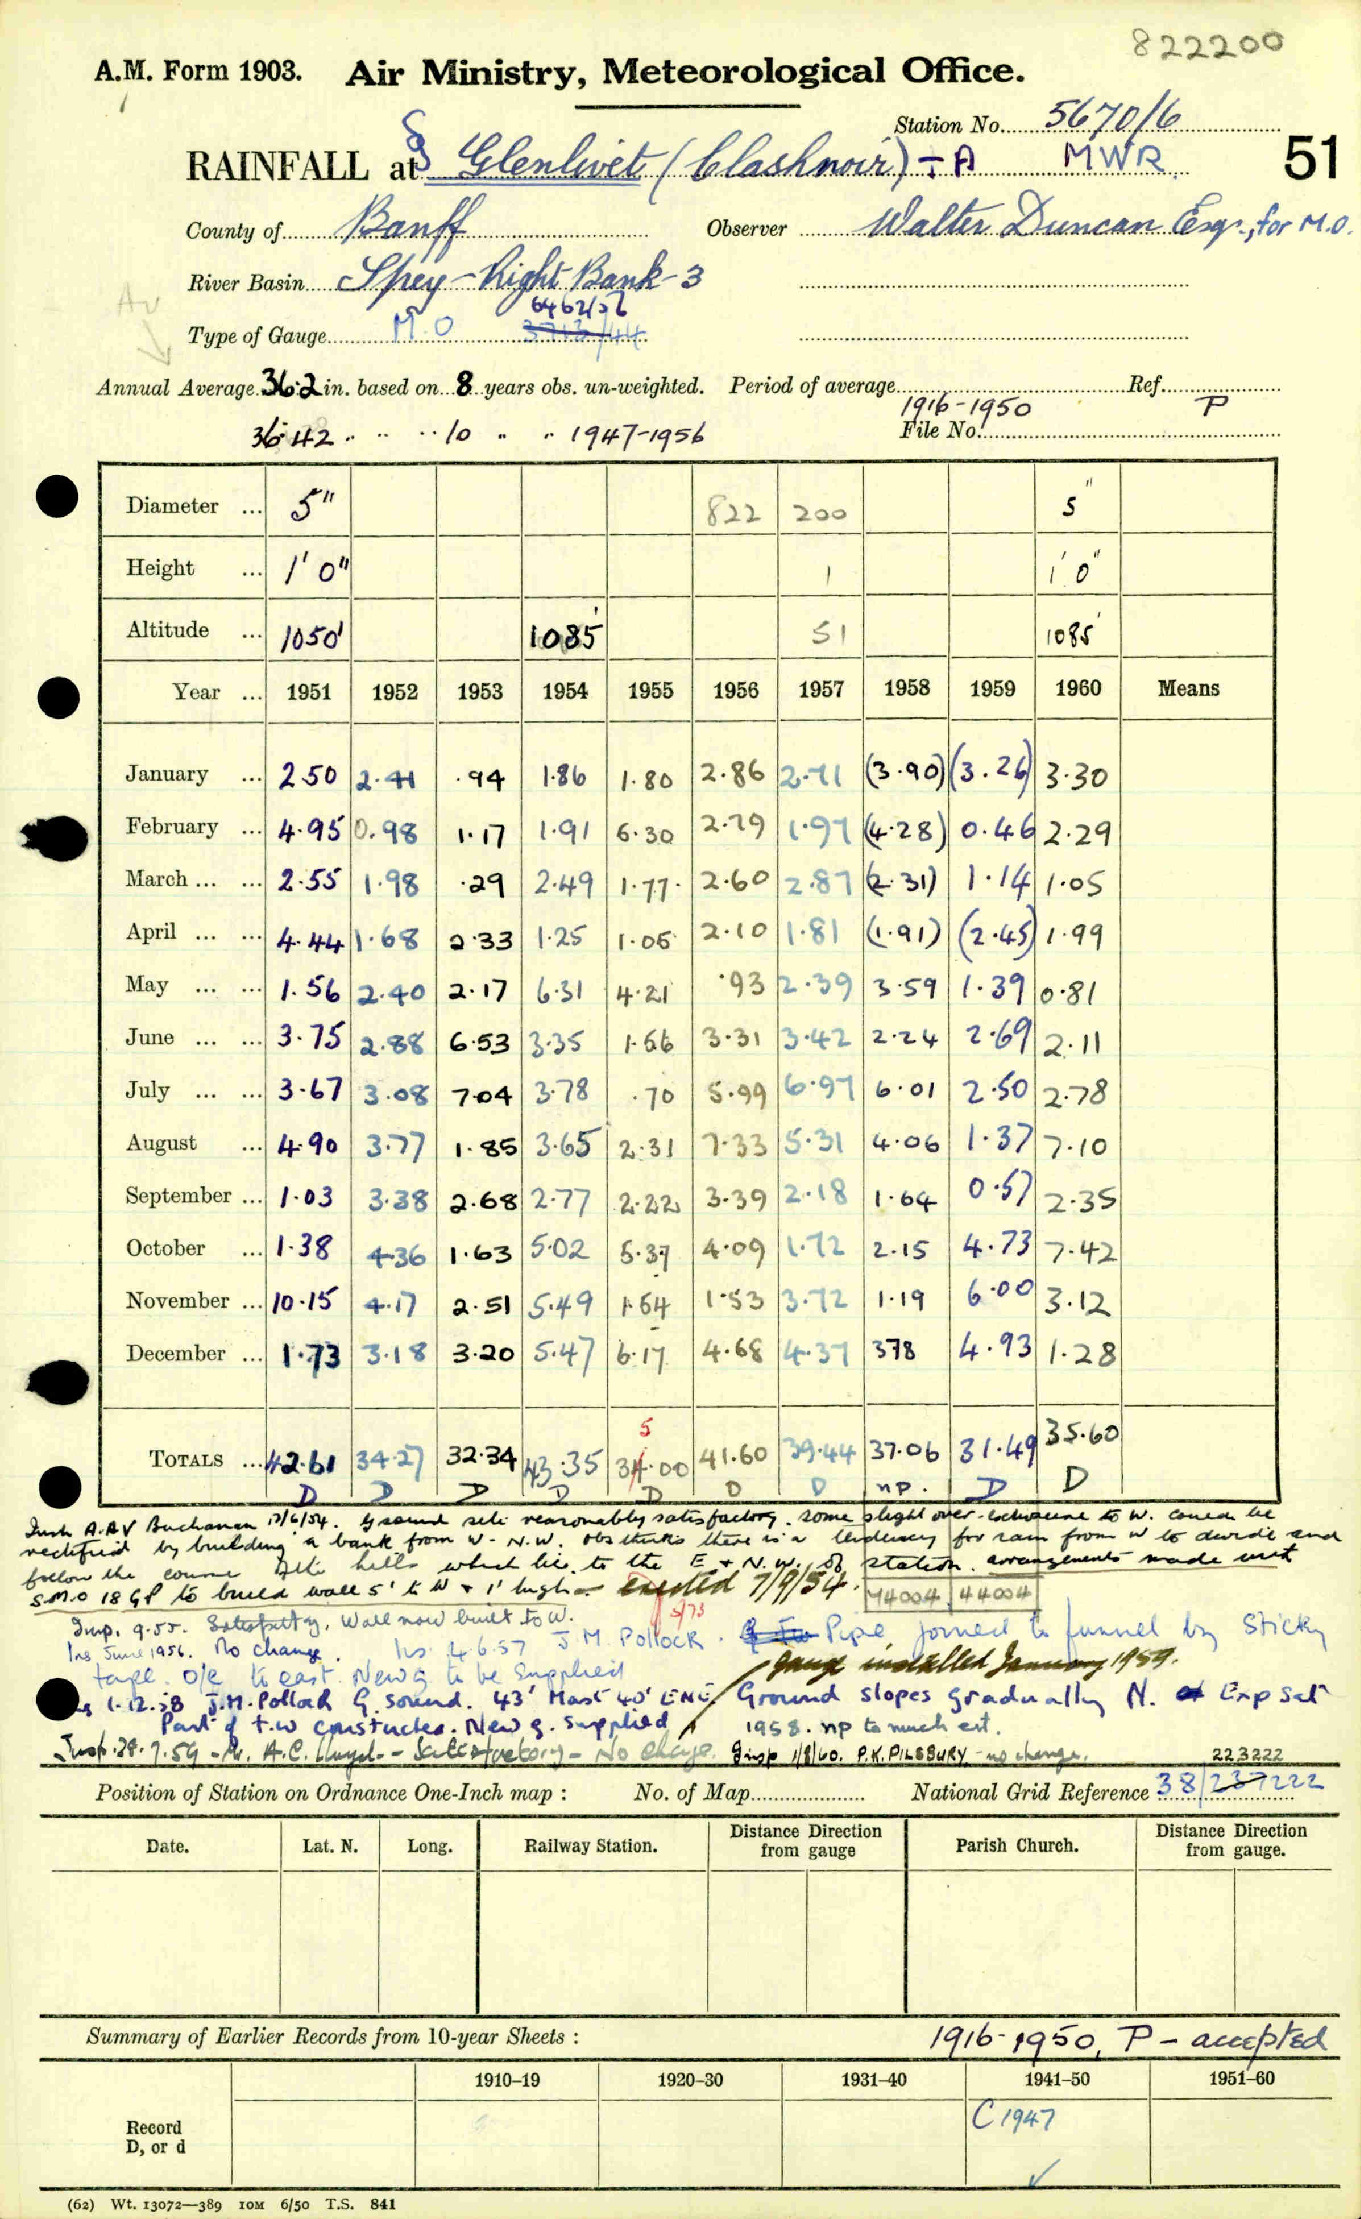 822200
A.M. Form 1903. Air Ministry, Meteorological Office.
Station No. 5670/6
RAINFALL at Glenlivet (Clashnoir) - A MWR 51
County of Banff Observer Walter Duncan Esq., for M.O.
River Basin Spey - Right Bank - 3
Av
6462/56
Type of Gauge M.O 3713/44
Annual Average 36.2 in. based on 8 years obs. un-weighted. Period of average 1916-1950 Ref. P
36.42 " " " 10 " " 1947-1956 File No.
Diameter ... 5" 822 200 5"
Height ... 1' 0" 1 1' 0"
Altitude ... 1050' 1085' 51 1085'
Year ... 1951 1952 1953 1954 1955 1956 1957 1958 1959 1960 Means
January ... 2.50 2.41 .94 1.86 1.80 2.86 2.71 (3.90) (3.26) 3.30
February ... 4.95 0.98 1.17 1.91 6.30 2.79 1.97 (4.28) 0.46 2.29
March ... ... 2.55 1.98 .29 2.49 1.77 2.60 2.87 (2.31) 1.14 1.05
April ... ... 4.44 1.68 2.33 1.25 1.05 2.10 1.81 (1.91) (2.45) 1.99
May ... ... 1.56 2.40 2.17 6.31 4.21 .93 2.39 3.59 1.39 0.81
June ... ... 3.75 2.88 6.53 3.35 1.56 3.31 3.42 2.24 2.69 2.11
July ... ... 3.67 3.08 7.04 3.78 .70 5.99 6.97 6.01 2.50 2.78
August ... 4.90 3.77 1.85 3.65 2.31 7.33 5.31 4.06 1.37 7.10
September ... 1.03 3.38 2.68 2.77 2.22 3.39 2.18 1.64 0.57 2.35
October ... 1.38 4.36 1.63 5.02 5.37 4.09 1.72 2.15 4.73 7.42
November ... 10.15 4.17 2.51 5.49 1.64 1.53 3.72 1.19 6.00 3.12
December ... 1.73 3.18 3.20 5.47 6.17 4.68 4.37 378 4.93 1.28
5
TOTALS ... 42.61 34.27 32.34 43.35 34.00 41.60 39.44 37.06 31.49 35.60
D D D D D D D np. D D
Insp A.A.V Buchanan 17/6/54. Ground site reasonably satisfactory. Some slight over-exposure to W. could be
rectified by building a bank from W - N.W. Obs thinks there is a tendency for rain from W to divide and
follow the course hills which lie to the E + N.W. of station. arrangements made with
S.M.O 18 GP to build wall 5' to W + 1' high - erected 7/9/54. 44004 44004
5/73
Insp. 9.55. Satisfactory, Wall now built to W.
Ins June 1956. No change. Ins. 4.6.57 J.M. Pollock. Pipe joined to funnel by sticky
tape. O/E to east. New G to be supplied gauge installed January 1959.
1.12.58 J.M. Pollock G. sound. 43' Mast 40' ENE. Ground slopes gradually N. Exp sat
Part of t.w constructed. New g. supplied 1958. np to much est.
Insp. 28.7.59 - Mr. A.C. Lloyd - Satisfactory - No change. Insp 1/8/60. P.K. PILSBURY - no change.
223222
Position of Station on Ordnance One-Inch map : No. of Map National Grid Reference 38/237222
Date. Lat. N. Long. Railway Station. Distance Direction from gauge Parish Church. Distance Direction from gauge.
Summary of Earlier Records from 10-year Sheets : 1916-1950, P - accepted
1910–19 1920–30 1931–40 1941–50 1951–60
Record
D, or d
C 1947
(62) Wt. 13072—389 10M 6/50 T.S. 841